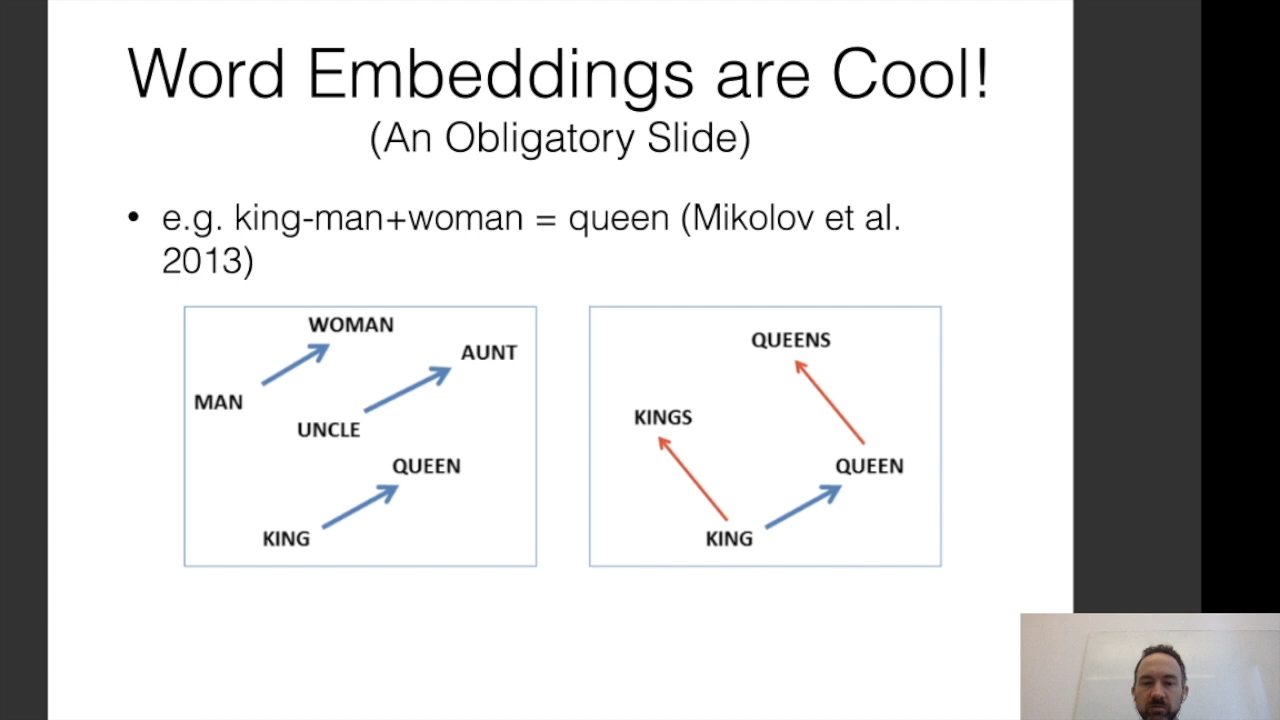 Word Embeddings are Cool!
(An Obligatory Slide)
• e.g. king-man+woman = queen (Mikolov et al.
2013)
WOMAN
AUNT
MAN
UNCLE
QUEEN
KING
QUEENS
KINGS
QUEEN
KING